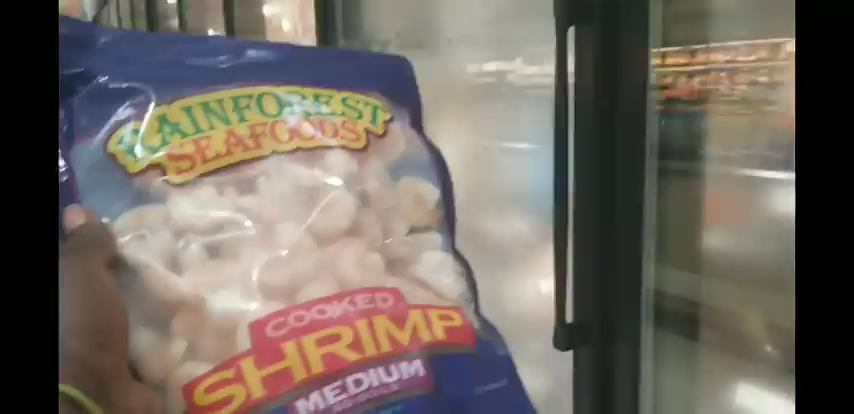 RAINFOREST
SEAFOODS
COOKED
SHRIMP
MEDIUM